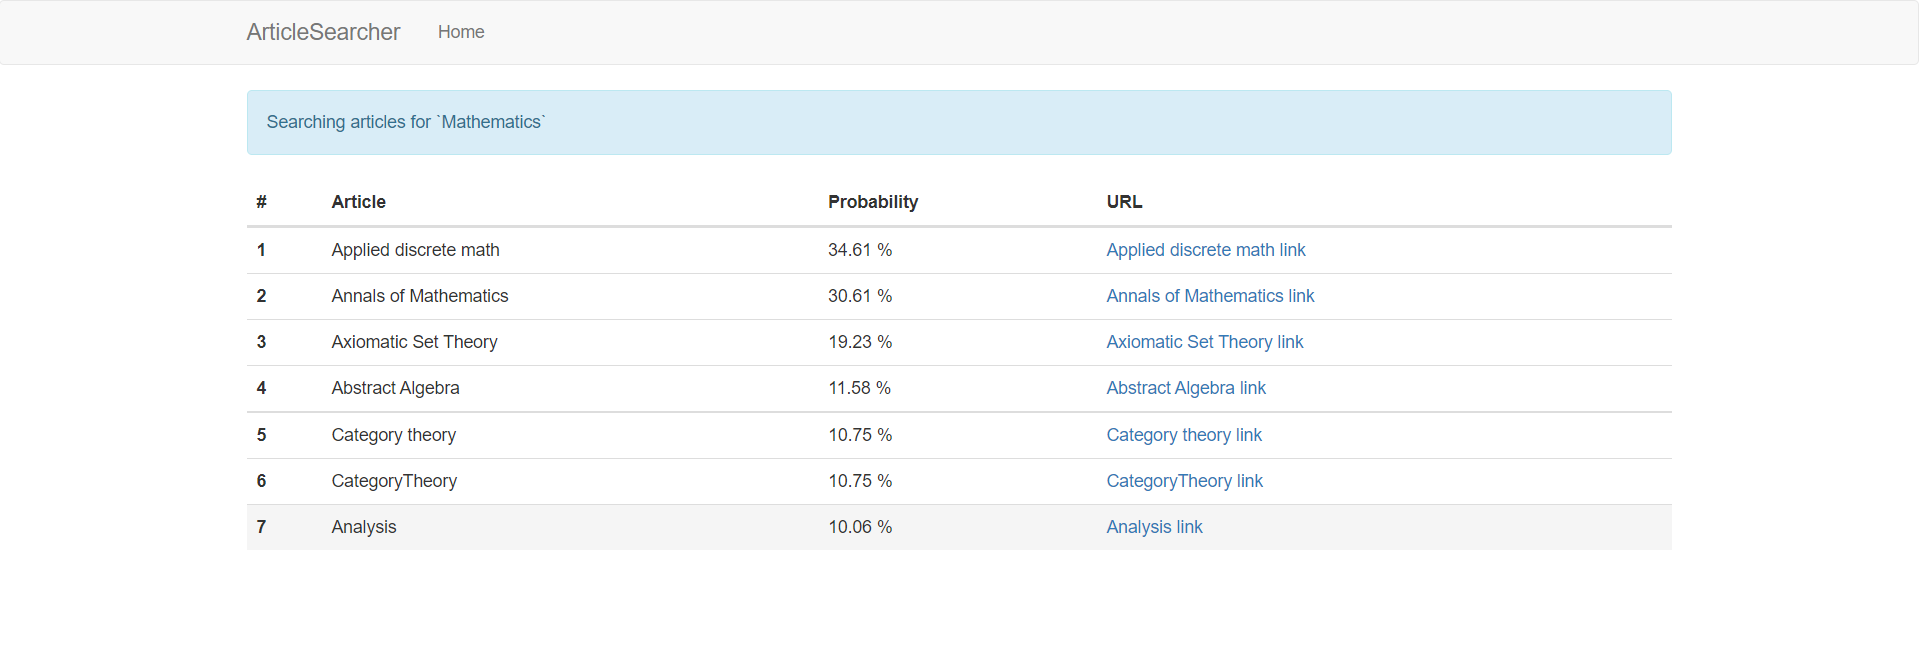 ArticleSearcher Home
Searching articles for `Mathematics`
# Article Probability URL
1 Applied discrete math 34.61 % Applied discrete math link
2 Annals of Mathematics 30.61 % Annals of Mathematics link
3 Axiomatic Set Theory 19.23 % Axiomatic Set Theory link
4 Abstract Algebra 11.58 % Abstract Algebra link
5 Category theory 10.75 % Category theory link
6 CategoryTheory 10.75 % CategoryTheory link
7 Analysis 10.06 % Analysis link